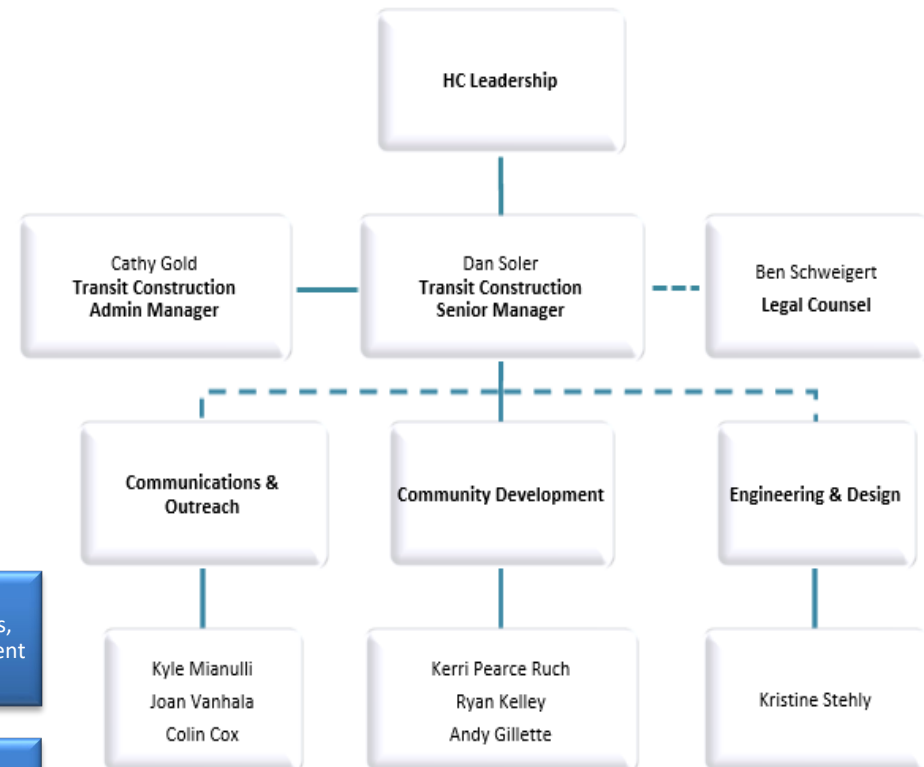 HC Leadership
Cathy Gold
Transit Construction
Admin Manager
Dan Soler
Transit Construction
Senior Manager
Ben Schweigert
Legal Counsel
Communications &
Outreach
Community Development
Engineering & Design
Kyle Mianulli
Joan Vanhala
Colin Cox
Kerri Pearce Ruch
Ryan Kelley
Andy Gillette
Kristine Stehly